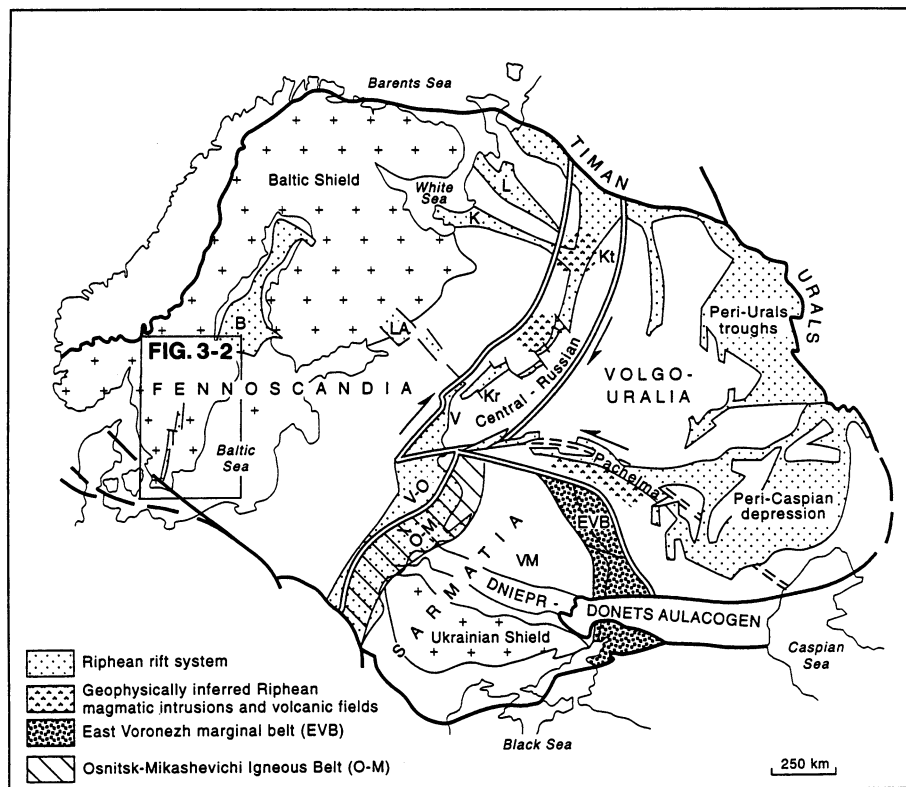 Barents Sea
TIMAN
Baltic Shield
White
Sea
L
K
Kt
URALS
Peri-Urals
troughs
B
LA
FIG. 3-2
FENNOSCANDIA
VOLGO-
URALIA
Kr
Central - Russian
V
Baltic
Sea
Pachelma
V-O
Peri-Caspian
depression
O-M
EVB
SARMATIA
VM
DNIEPR -
DONETS AULACOGEN
Ukrainian Shield
Caspian
Sea
Black Sea
Riphean rift system
Geophysically inferred Riphean
magmatic intrusions and volcanic fields
East Voronezh marginal belt (EVB)
Osnitsk-Mikashevichi Igneous Belt (O-M)
250 km